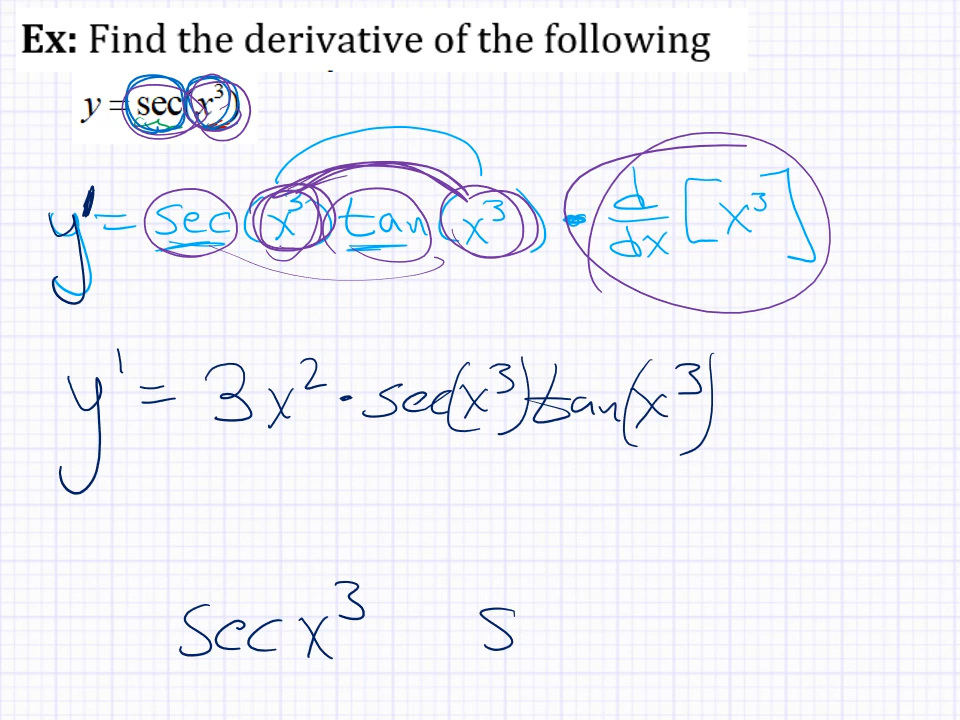 Ex: Find the derivative of the following
y = sec(x³)
y' = sec(x³)tan(x³) · d/dx [x³]
y' = 3x² · sec(x³)tan(x³)
sec x³ s